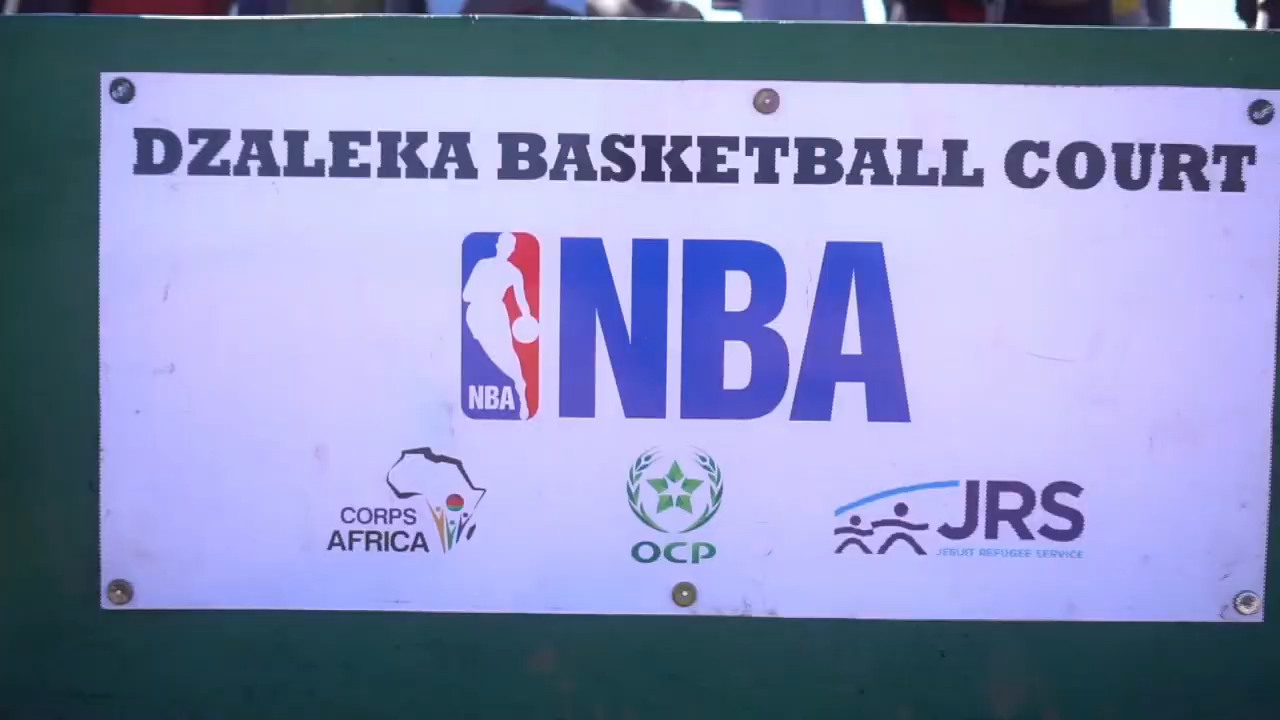 DZALEKA BASKETBALL COURT
NBA
NBA
CORPS
AFRICA
OCP
JRS
JESUIT REFUGEE SERVICE